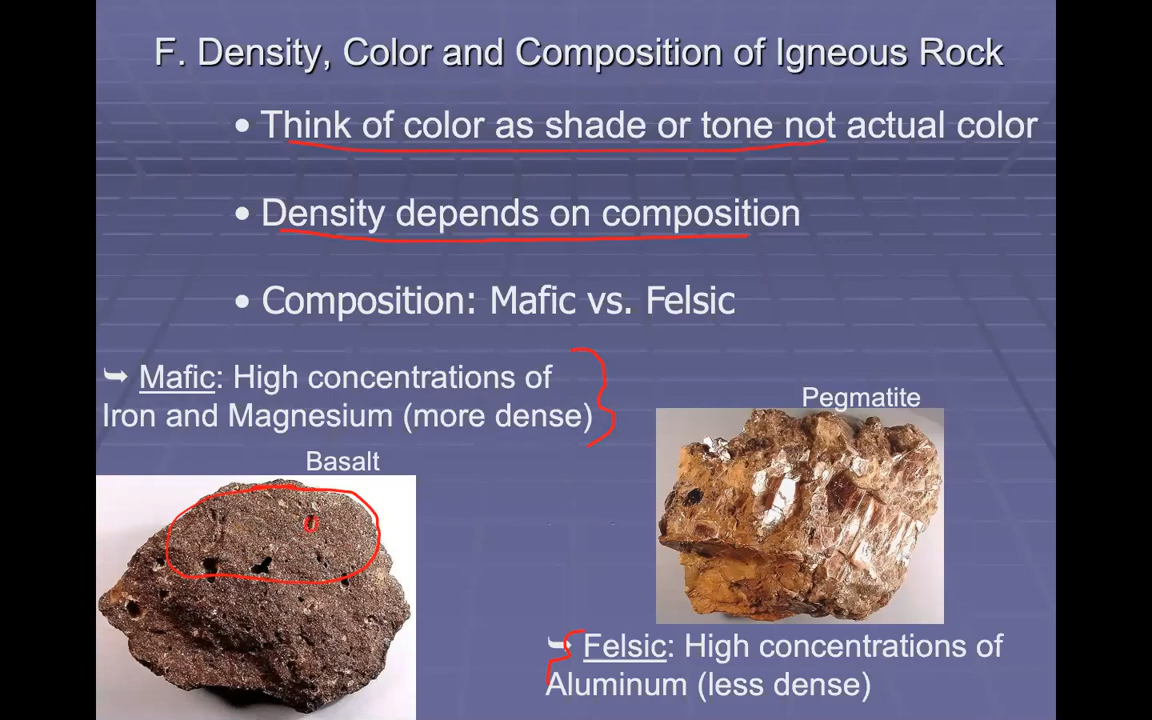 F. Density, Color and Composition of Igneous Rock
• Think of color as shade or tone not actual color
• Density depends on composition
• Composition: Mafic vs. Felsic
➥ Mafic: High concentrations of
Iron and Magnesium (more dense)
Basalt
Pegmatite
➥ Felsic: High concentrations of
Aluminum (less dense)